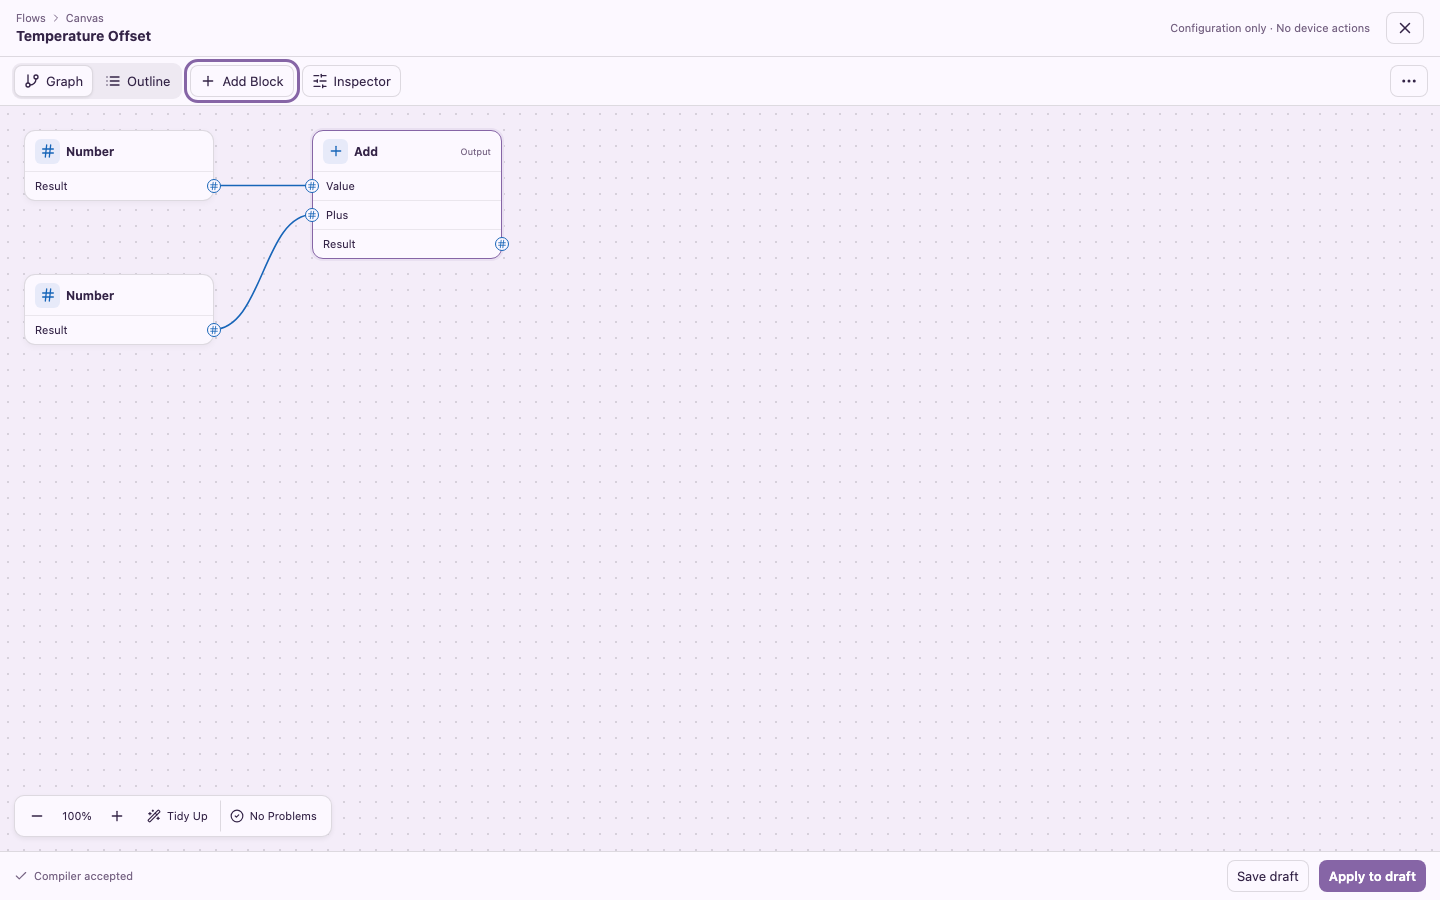 Flows > Canvas
Configuration only · No device actions
Temperature Offset
Graph
Outline
+ Add Block
Inspector
...
# Number
Result #
+ Add Output
# Value
# Plus
Result #
# Number
Result #
− 100% +
Tidy Up
No Problems
Compiler accepted
Save draft
Apply to draft